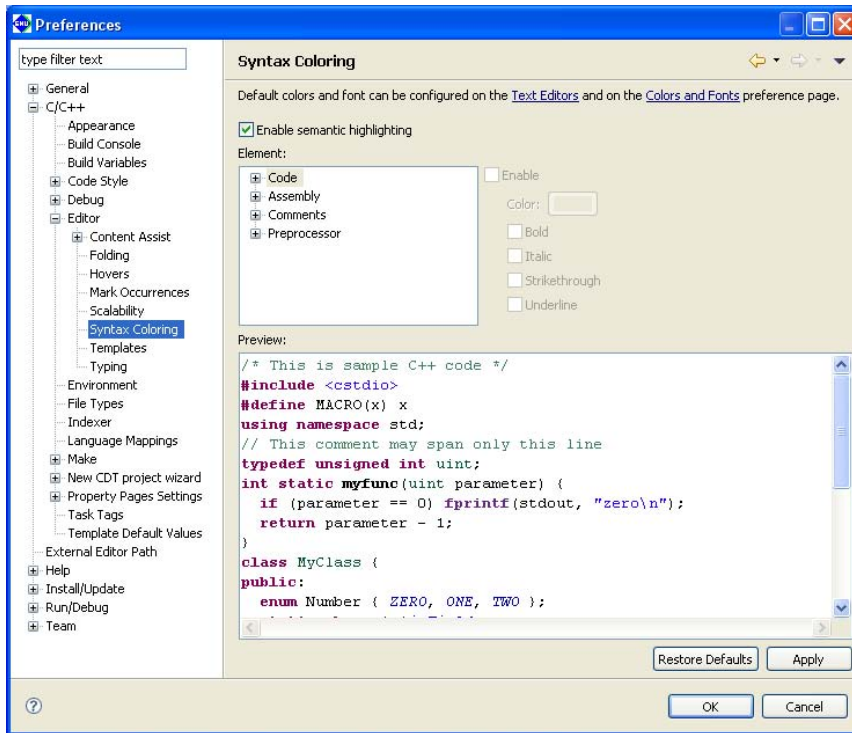 Preferences
type filter text
General
C/C++
Appearance
Build Console
Build Variables
Code Style
Debug
Editor
Content Assist
Folding
Hovers
Mark Occurrences
Scalability
Syntax Coloring
Templates
Typing
Environment
File Types
Indexer
Language Mappings
Make
New CDT project wizard
Property Pages Settings
Task Tags
Template Default Values
External Editor Path
Help
Install/Update
Run/Debug
Team
Syntax Coloring
Default colors and font can be configured on the Text Editors and on the Colors and Fonts preference page.
Enable semantic highlighting
Element:
Code
Assembly
Comments
Preprocessor
Enable
Color:
Bold
Italic
Strikethrough
Underline
Preview:
/* This is sample C++ code */
#include <cstdio>
#define MACRO(x) x
using namespace std;
// This comment may span only this line
typedef unsigned int uint;
int static myfunc(uint parameter) {
  if (parameter == 0) fprintf(stdout, "zero\n");
  return parameter - 1;
}
class MyClass {
public:
  enum Number { ZERO, ONE, TWO };
Restore Defaults
Apply
OK
Cancel